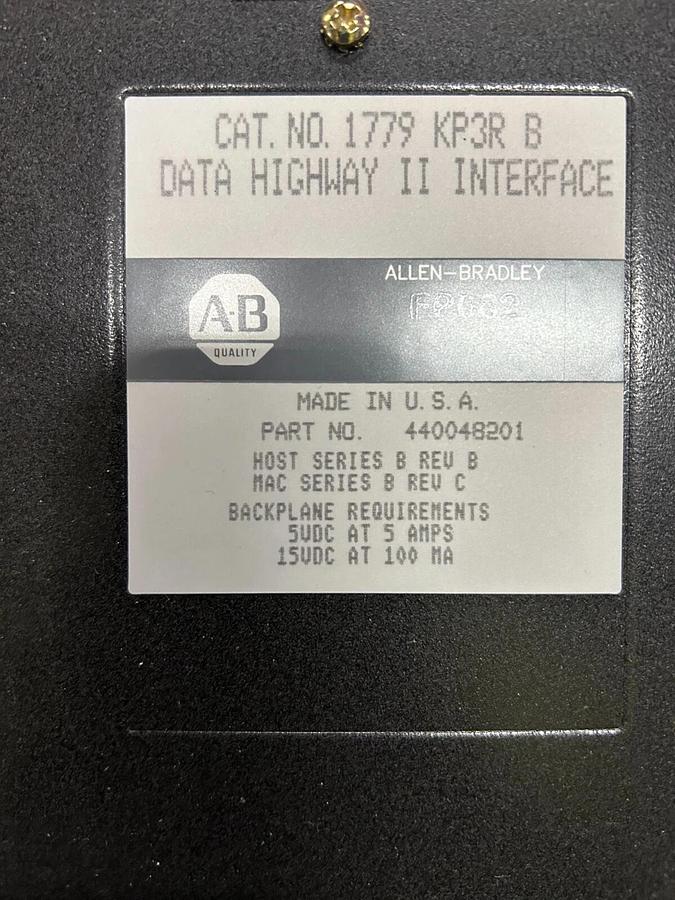 CAT. NO. 1779 KP3R B
DATA HIGHWAY II INTERFACE
ALLEN-BRADLEY
A-B
QUALITY
MADE IN U.S.A.
PART NO. 440048201
HOST SERIES B REV B
MAC SERIES B REV C
BACKPLANE REQUIREMENTS
5VDC AT 5 AMPS
15VDC AT 100 MA